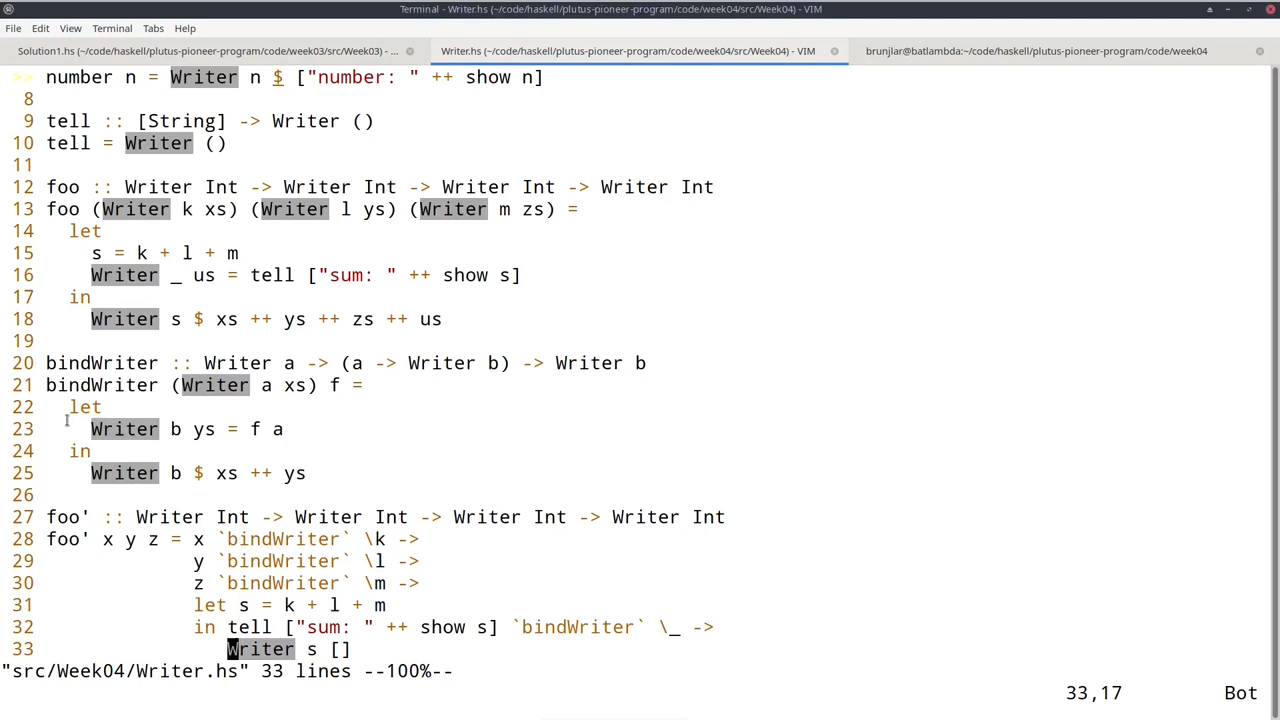 Terminal - Writer.hs (~/code/haskell/plutus-pioneer-program/code/week04/src/Week04) - VIM
File Edit View Terminal Tabs Help
Solution1.hs (~/code/haskell/plutus-pioneer-program/code/week03/src/Week03) - ...
Writer.hs (~/code/haskell/plutus-pioneer-program/code/week04/src/Week04) - VIM
brunjlar@batlambda:~/code/haskell/plutus-pioneer-program/code/week04
>> number n = Writer n $ ["number: " ++ show n]
8
9 tell :: [String] -> Writer ()
10 tell = Writer ()
11
12 foo :: Writer Int -> Writer Int -> Writer Int -> Writer Int
13 foo (Writer k xs) (Writer l ys) (Writer m zs) =
14   let
15     s = k + l + m
16     Writer _ us = tell ["sum: " ++ show s]
17   in
18     Writer s $ xs ++ ys ++ zs ++ us
19
20 bindWriter :: Writer a -> (a -> Writer b) -> Writer b
21 bindWriter (Writer a xs) f =
22   let
23     Writer b ys = f a
24   in
25     Writer b $ xs ++ ys
26
27 foo' :: Writer Int -> Writer Int -> Writer Int -> Writer Int
28 foo' x y z = x `bindWriter` \k ->
29              y `bindWriter` \l ->
30              z `bindWriter` \m ->
31              let s = k + l + m
32              in tell ["sum: " ++ show s] `bindWriter` \_ ->
33                 Writer s []
"src/Week04/Writer.hs" 33 lines --100%--
33,17 Bot